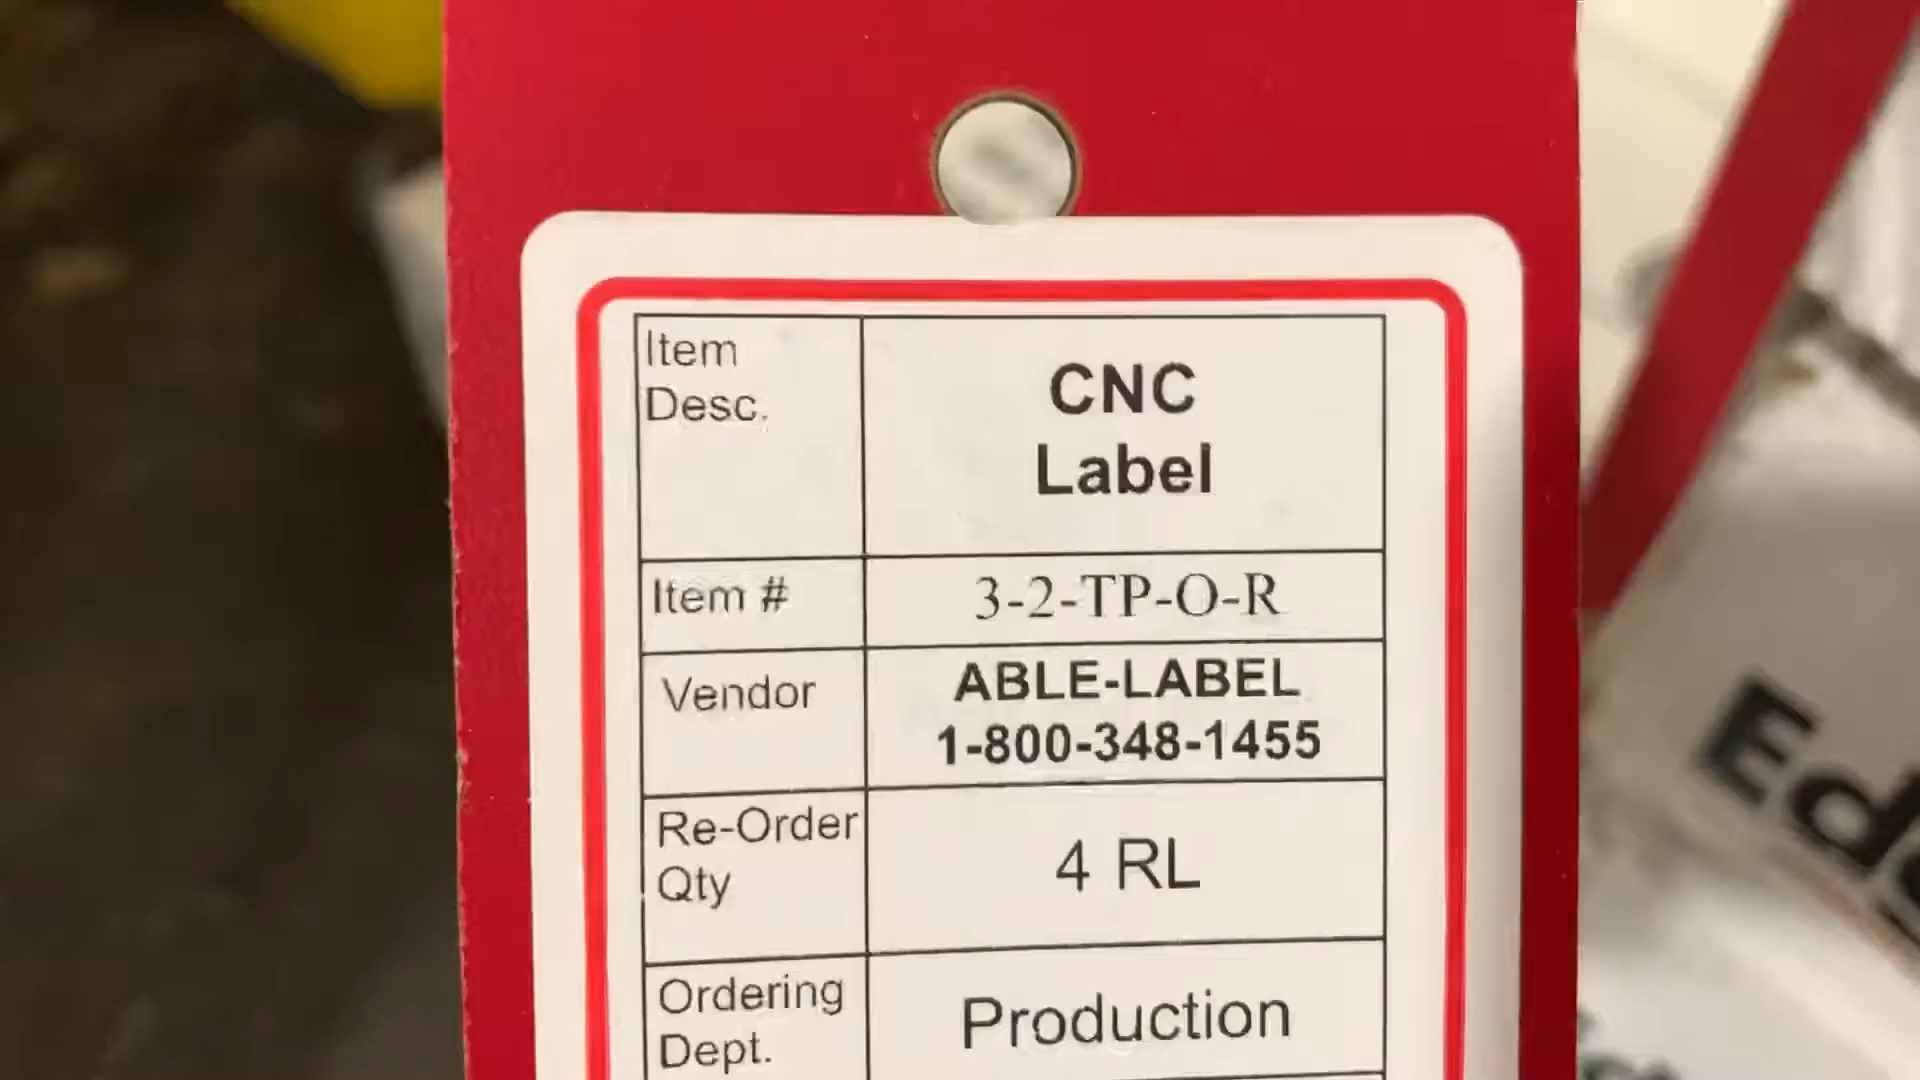 Item
Desc.
CNC
Label
Item #
3-2-TP-O-R
Vendor
ABLE-LABEL
1-800-348-1455
Re-Order
Qty
4 RL
Ordering
Dept.
Production